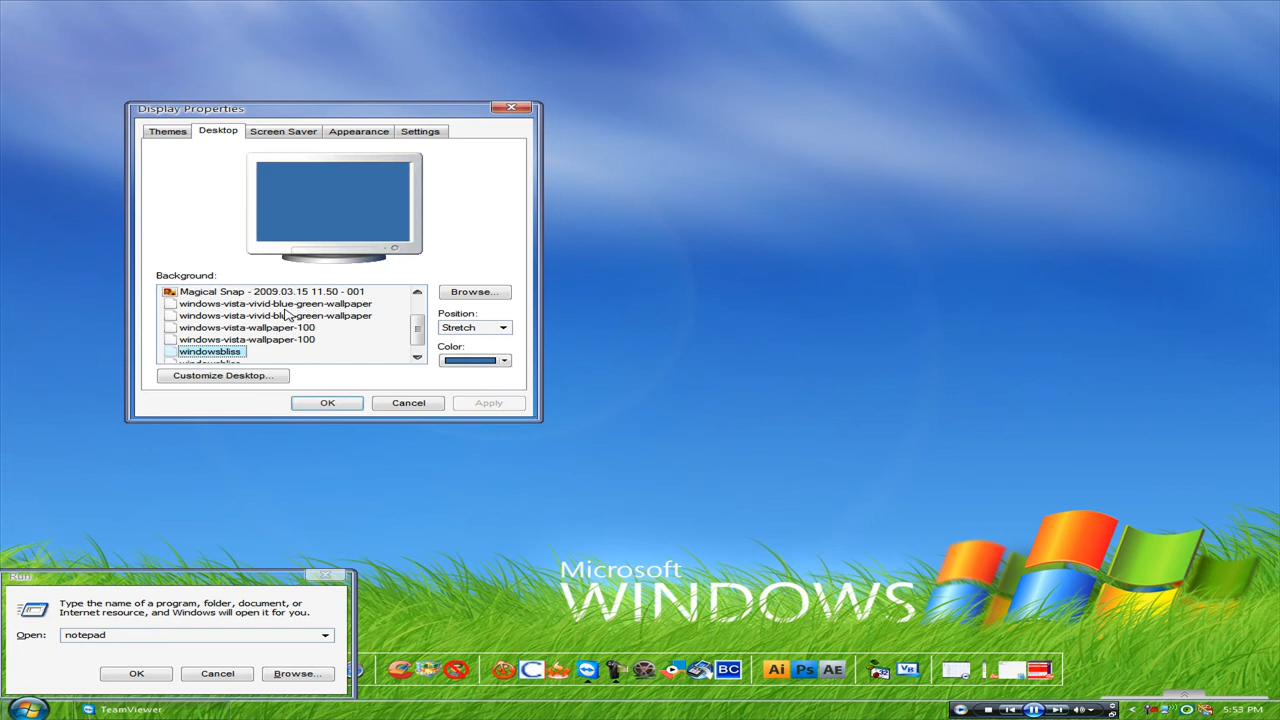 Display Properties
Themes
Desktop
Screen Saver
Appearance
Settings
Background:
Magical Snap - 2009.03.15 11.50 - 001
windows-vista-vivid-blue-green-wallpaper
windows-vista-vivid-blue-green-wallpaper
windows-vista-wallpaper-100
windows-vista-wallpaper-100
windowsbliss
windowsbliss
Browse...
Position:
Stretch
Color:
Customize Desktop...
OK
Cancel
Apply
Microsoft
WINDOWS
Run
Type the name of a program, folder, document, or
Internet resource, and Windows will open it for you.
Open:
notepad
OK
Cancel
Browse...
C
BC
Ai
Ps
AE
VB
TeamViewer
5:53 PM